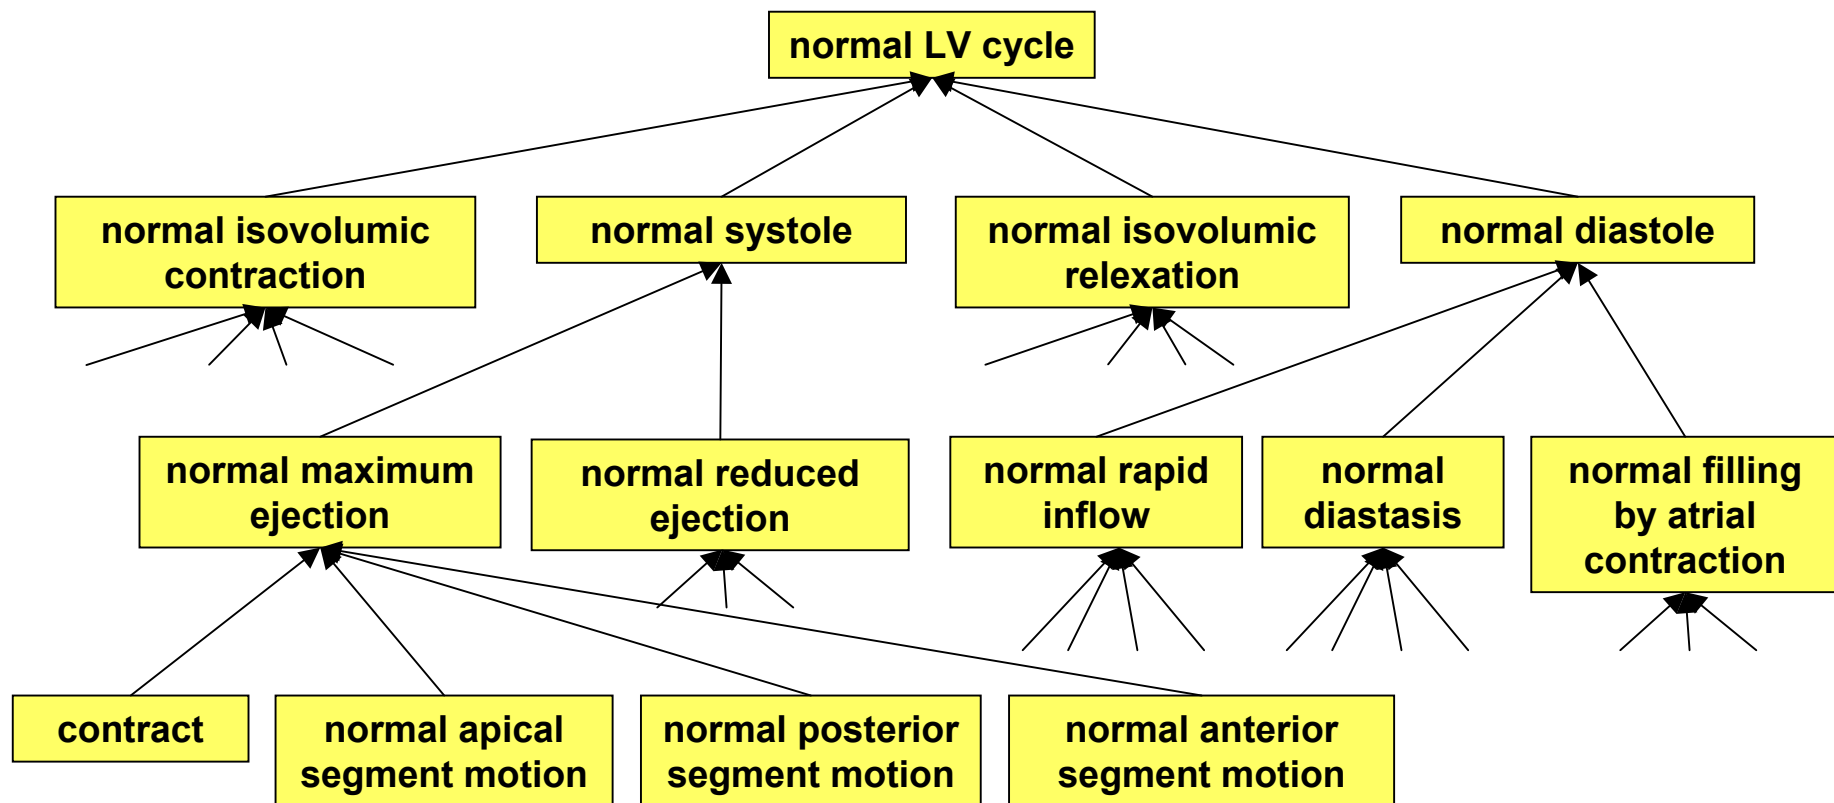 normal LV cycle
normal isovolumic
contraction
normal systole
normal isovolumic
relexation
normal diastole
normal maximum
ejection
normal reduced
ejection
normal rapid
inflow
normal
diastasis
normal filling
by atrial
contraction
contract
normal apical
segment motion
normal posterior
segment motion
normal anterior
segment motion